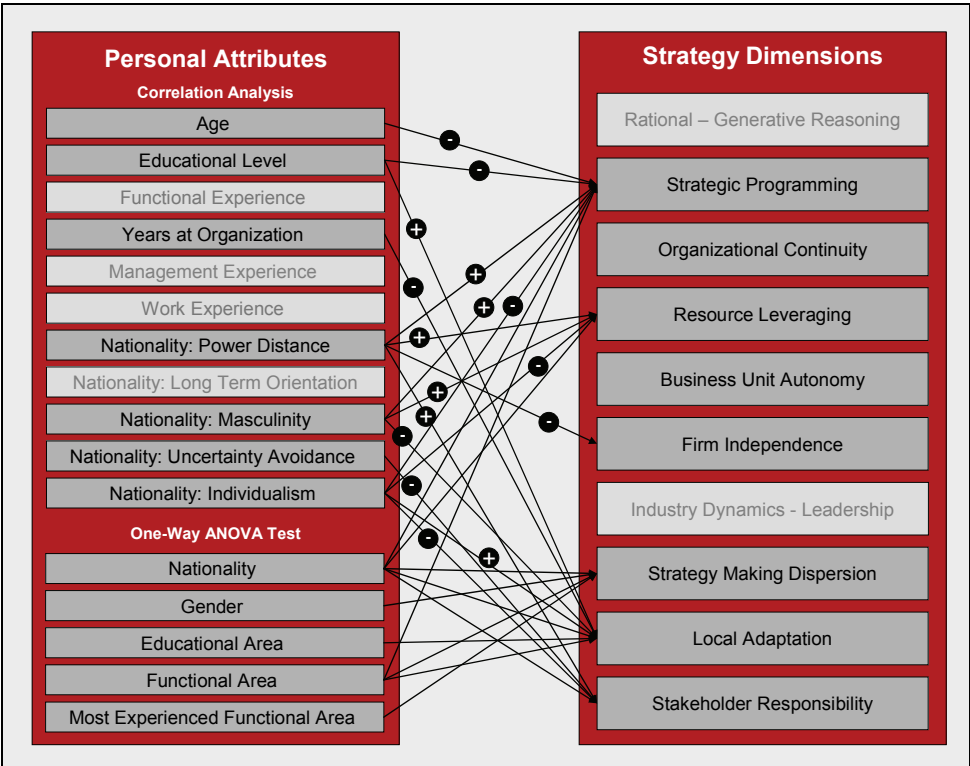 Personal Attributes
Correlation Analysis
Age
Educational Level
Functional Experience
Years at Organization
Management Experience
Work Experience
Nationality: Power Distance
Nationality: Long Term Orientation
Nationality: Masculinity
Nationality: Uncertainty Avoidance
Nationality: Individualism
One-Way ANOVA Test
Nationality
Gender
Educational Area
Functional Area
Most Experienced Functional Area
-
-
+
+
-
+
-
+
-
+
+
-
-
-
-
+
Strategy Dimensions
Rational – Generative Reasoning
Strategic Programming
Organizational Continuity
Resource Leveraging
Business Unit Autonomy
Firm Independence
Industry Dynamics - Leadership
Strategy Making Dispersion
Local Adaptation
Stakeholder Responsibility